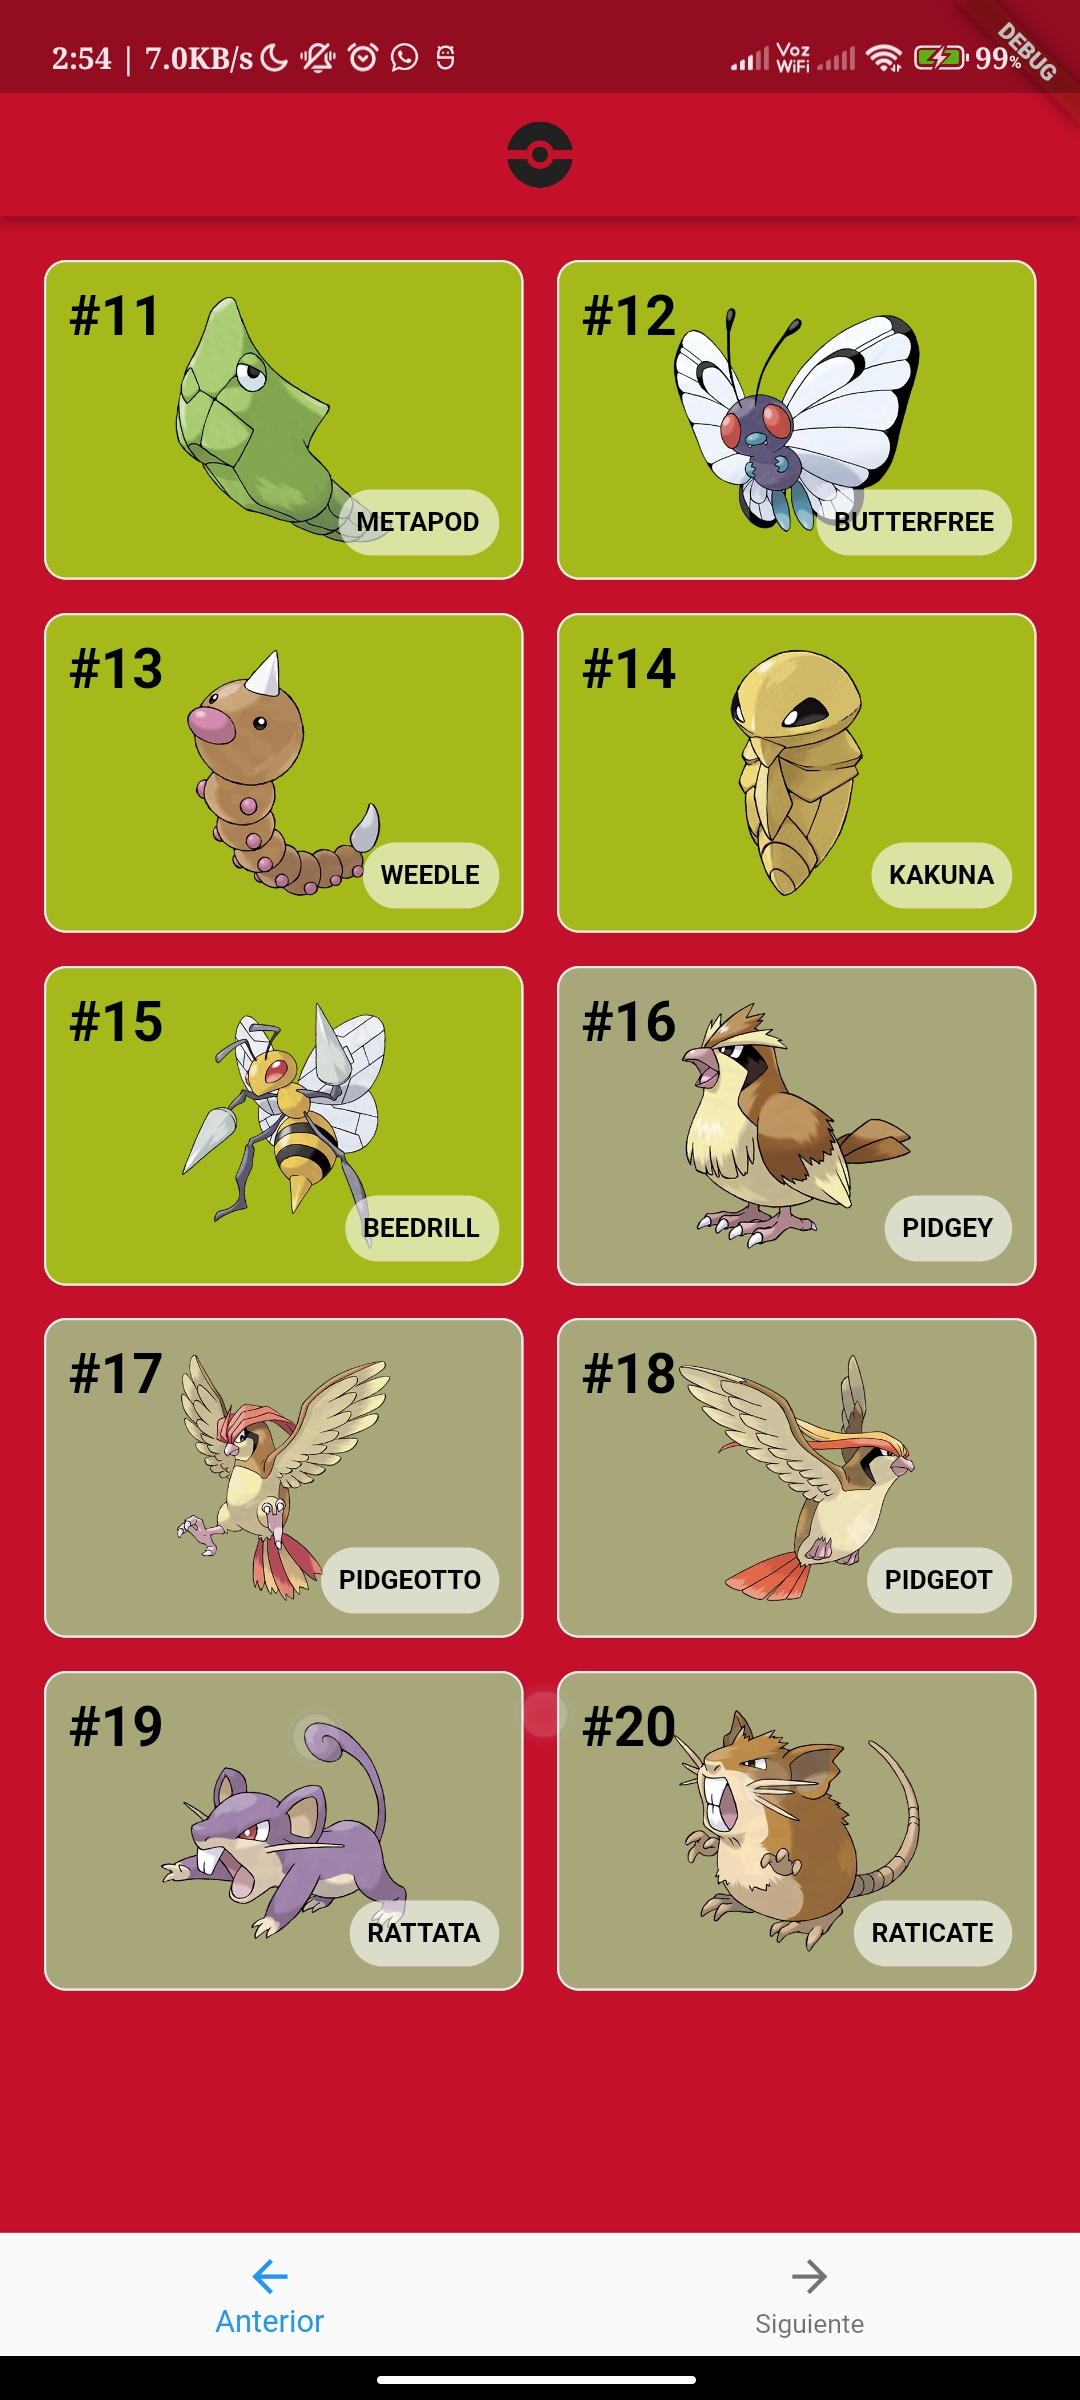 2:54 | 7.0KB/s Voz WiFi 99%
DEBUG
#11
METAPOD
#12
BUTTERFREE
#13
WEEDLE
#14
KAKUNA
#15
BEEDRILL
#16
PIDGEY
#17
PIDGEOTTO
#18
PIDGEOT
#19
RATTATA
#20
RATICATE
Anterior
Siguiente